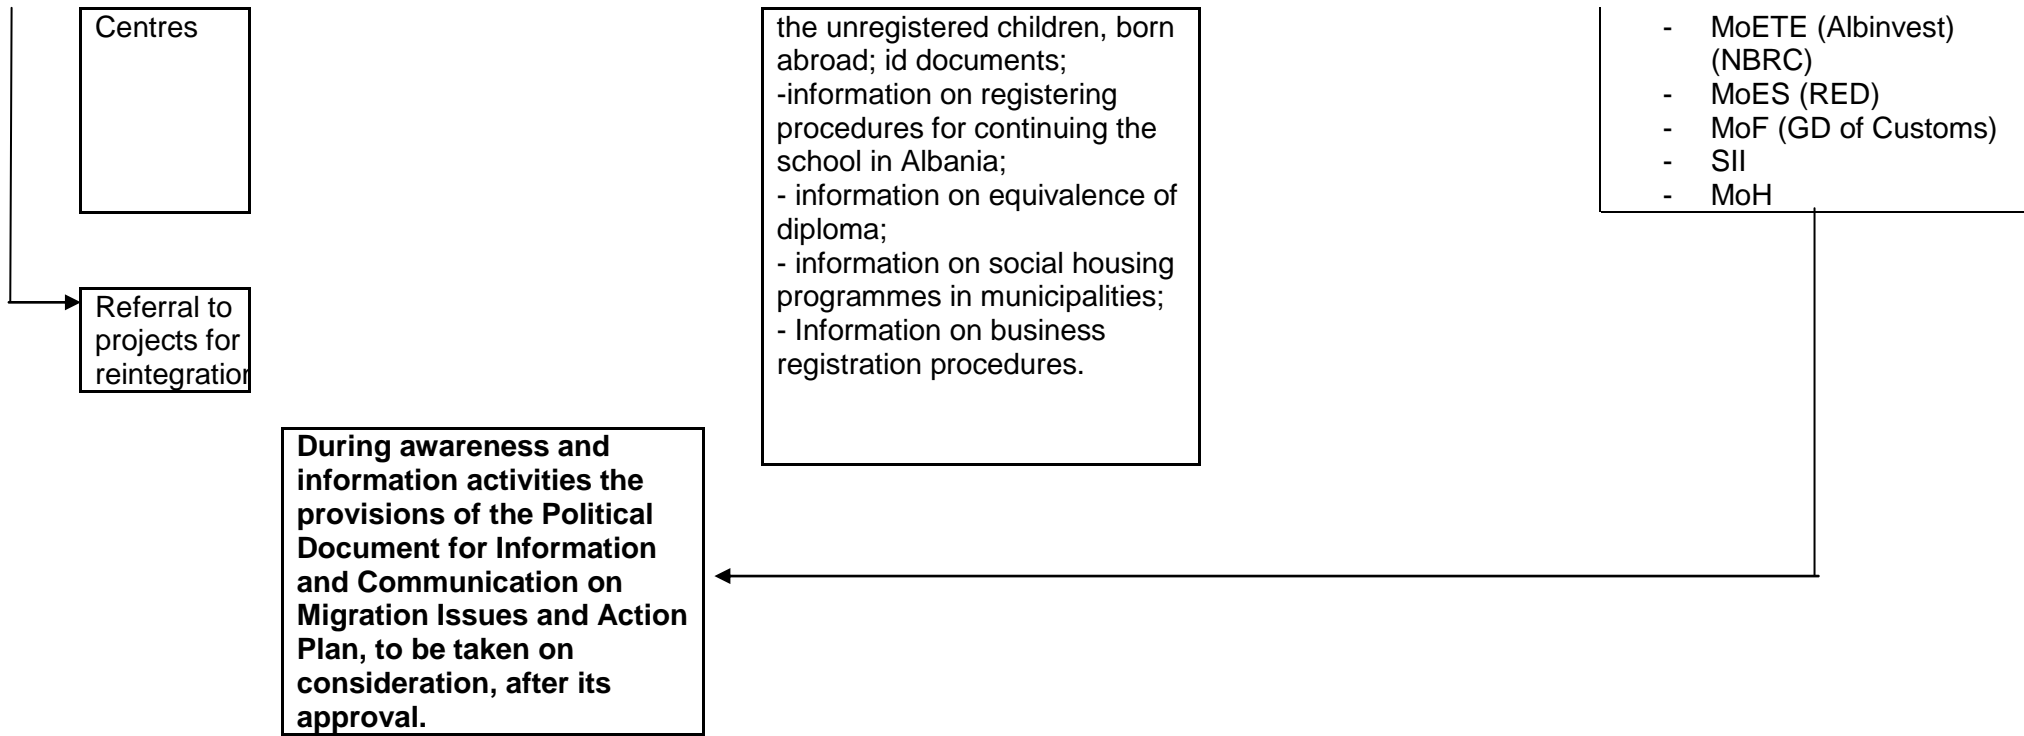 Centres
Referral to
projects for
reintegration
the unregistered children, born
abroad; id documents;
-information on registering
procedures for continuing the
school in Albania;
- information on equivalence of
diploma;
- information on social housing
programmes in municipalities;
- Information on business
registration procedures.
- MoETE (Albinvest)
(NBRC)
- MoES (RED)
- MoF (GD of Customs)
- SII
- MoH
During awareness and
information activities the
provisions of the Political
Document for Information
and Communication on
Migration Issues and Action
Plan, to be taken on
consideration, after its
approval.